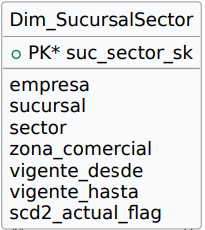 Dim_SucursalSector
PK* suc_sector_sk
empresa
sucursal
sector
zona_comercial
vigente_desde
vigente_hasta
scd2_actual_flag